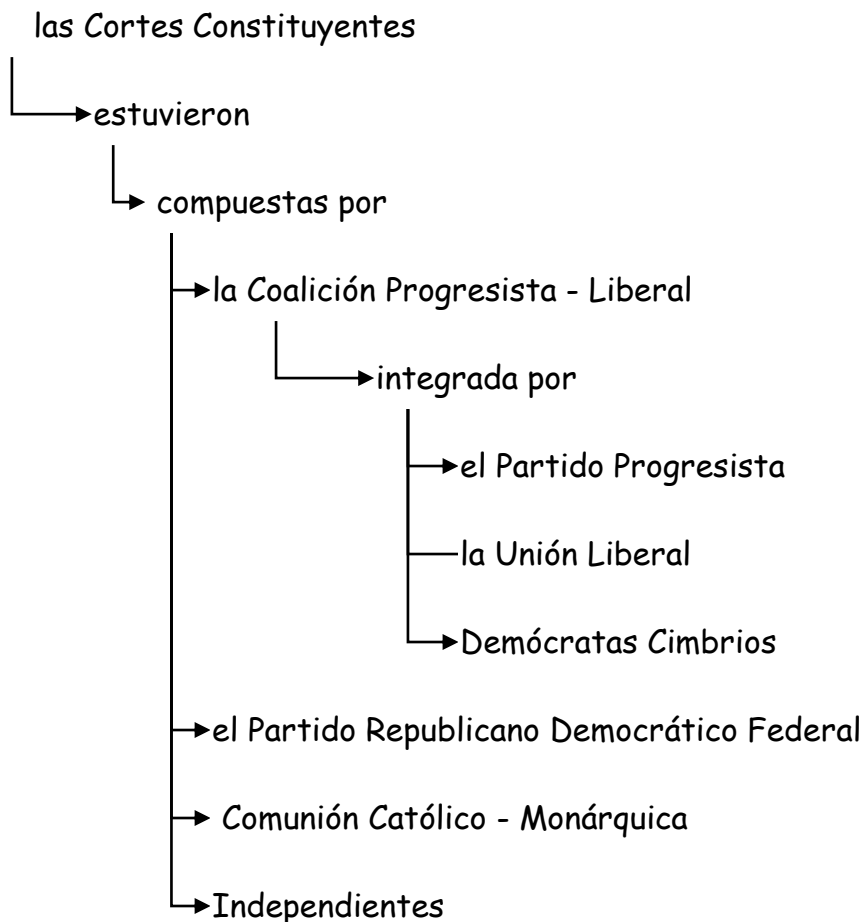 las Cortes Constituyentes
estuvieron
compuestas por
la Coalición Progresista - Liberal
integrada por
el Partido Progresista
la Unión Liberal
Demócratas Cimbrios
el Partido Republicano Democrático Federal
Comunión Católico - Monárquica
Independientes